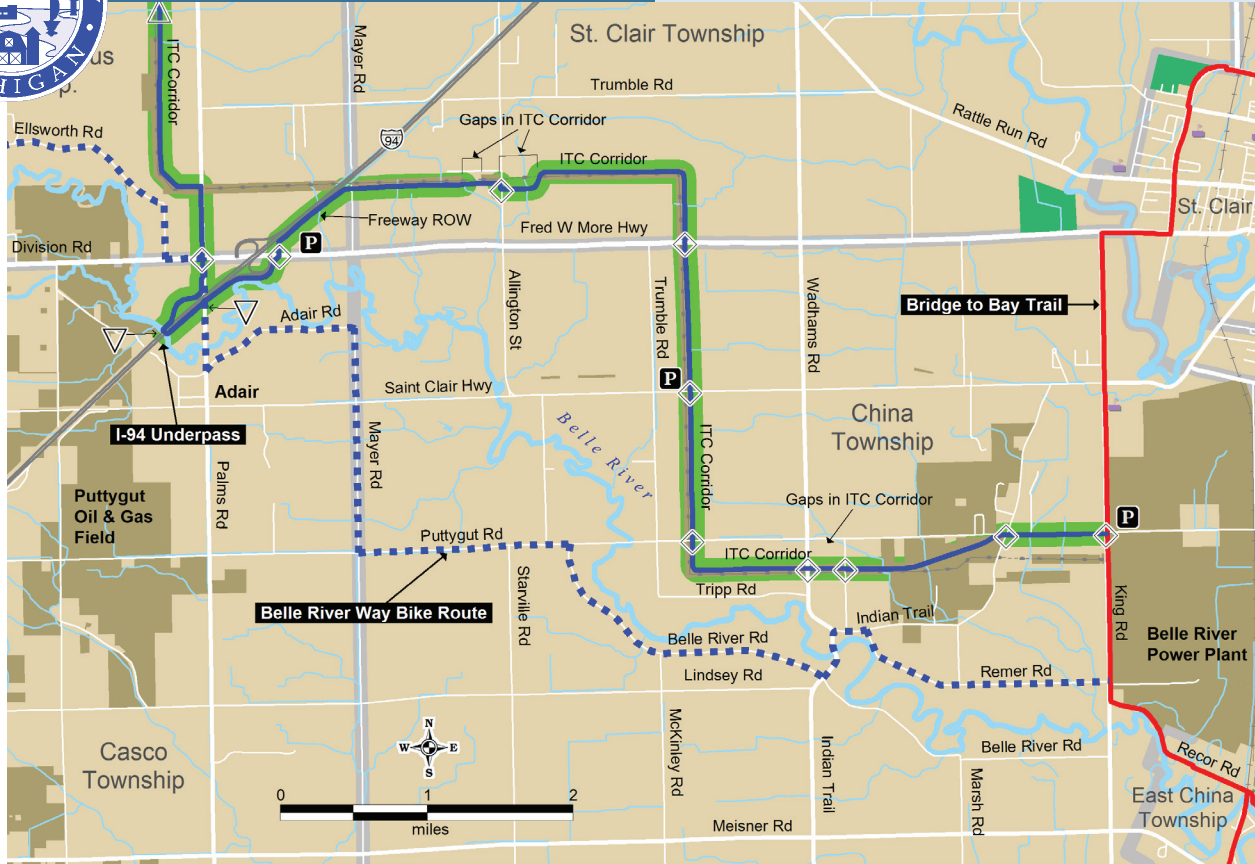 HIGAN
us
p.
ITC Corridor
Mayer Rd
St. Clair Township
Trumble Rd
94
Gaps in ITC Corridor
Ellsworth Rd
Rattle Run Rd
ITC Corridor
St. Clair
Freeway ROW
P
Fred W More Hwy
Division Rd
Allington St
Trumble Rd
Wadhams Rd
Bridge to Bay Trail
Adair Rd
P
Saint Clair Hwy
Adair
Belle River
China
Township
I-94 Underpass
Palms Rd
Mayer Rd
ITC Corridor
Puttygut
Oil & Gas
Field
Gaps in ITC Corridor
P
Puttygut Rd
ITC Corridor
Starville Rd
Tripp Rd
King Rd
Belle River Way Bike Route
Indian Trail
Belle River Rd
Belle River
Power Plant
Lindsey Rd
Remer Rd
McKinley Rd
N
W E
S
Indian Trail
Belle River Rd
Marsh Rd
Recor Rd
Casco
Township
0 1 2
miles
East China
Township
Meisner Rd